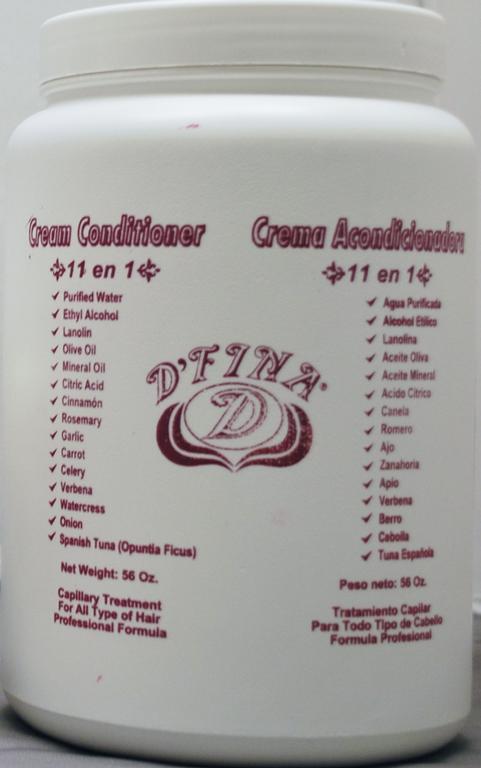 Cream Conditioner
11 en 1
✓ Purified Water
✓ Ethyl Alcohol
✓ Lanolin
✓ Olive Oil
✓ Mineral Oil
✓ Citric Acid
✓ Cinnamón
✓ Rosemary
✓ Garlic
✓ Carrot
✓ Celery
✓ Verbena
✓ Watercress
✓ Onion
✓ Spanish Tuna (Opuntia Ficus)
Net Weight: 56 Oz.
Capillary Treatment
For All Type of Hair
Professional Formula
D'FINA®
D
Crema Acondicionadora
11 en 1
✓ Agua Purificada
✓ Alcohol Etilico
✓ Lanolina
✓ Aceite Oliva
✓ Aceite Mineral
✓ Acido Citrico
✓ Canela
✓ Romero
✓ Ajo
✓ Zanahoria
✓ Apio
✓ Verbena
✓ Berro
✓ Cebolla
✓ Tuna Española
Peso neto: 56 Oz.
Tratamiento Capilar
Para Todo Tipo de Cabello
Formula Profesional